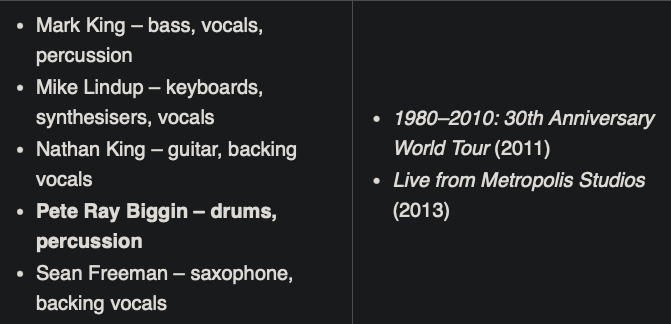 • Mark King – bass, vocals,
percussion
• Mike Lindup – keyboards,
synthesisers, vocals
• Nathan King – guitar, backing
vocals
• Pete Ray Biggin – drums,
percussion
• Sean Freeman – saxophone,
backing vocals
• 1980–2010: 30th Anniversary
World Tour (2011)
• Live from Metropolis Studios
(2013)